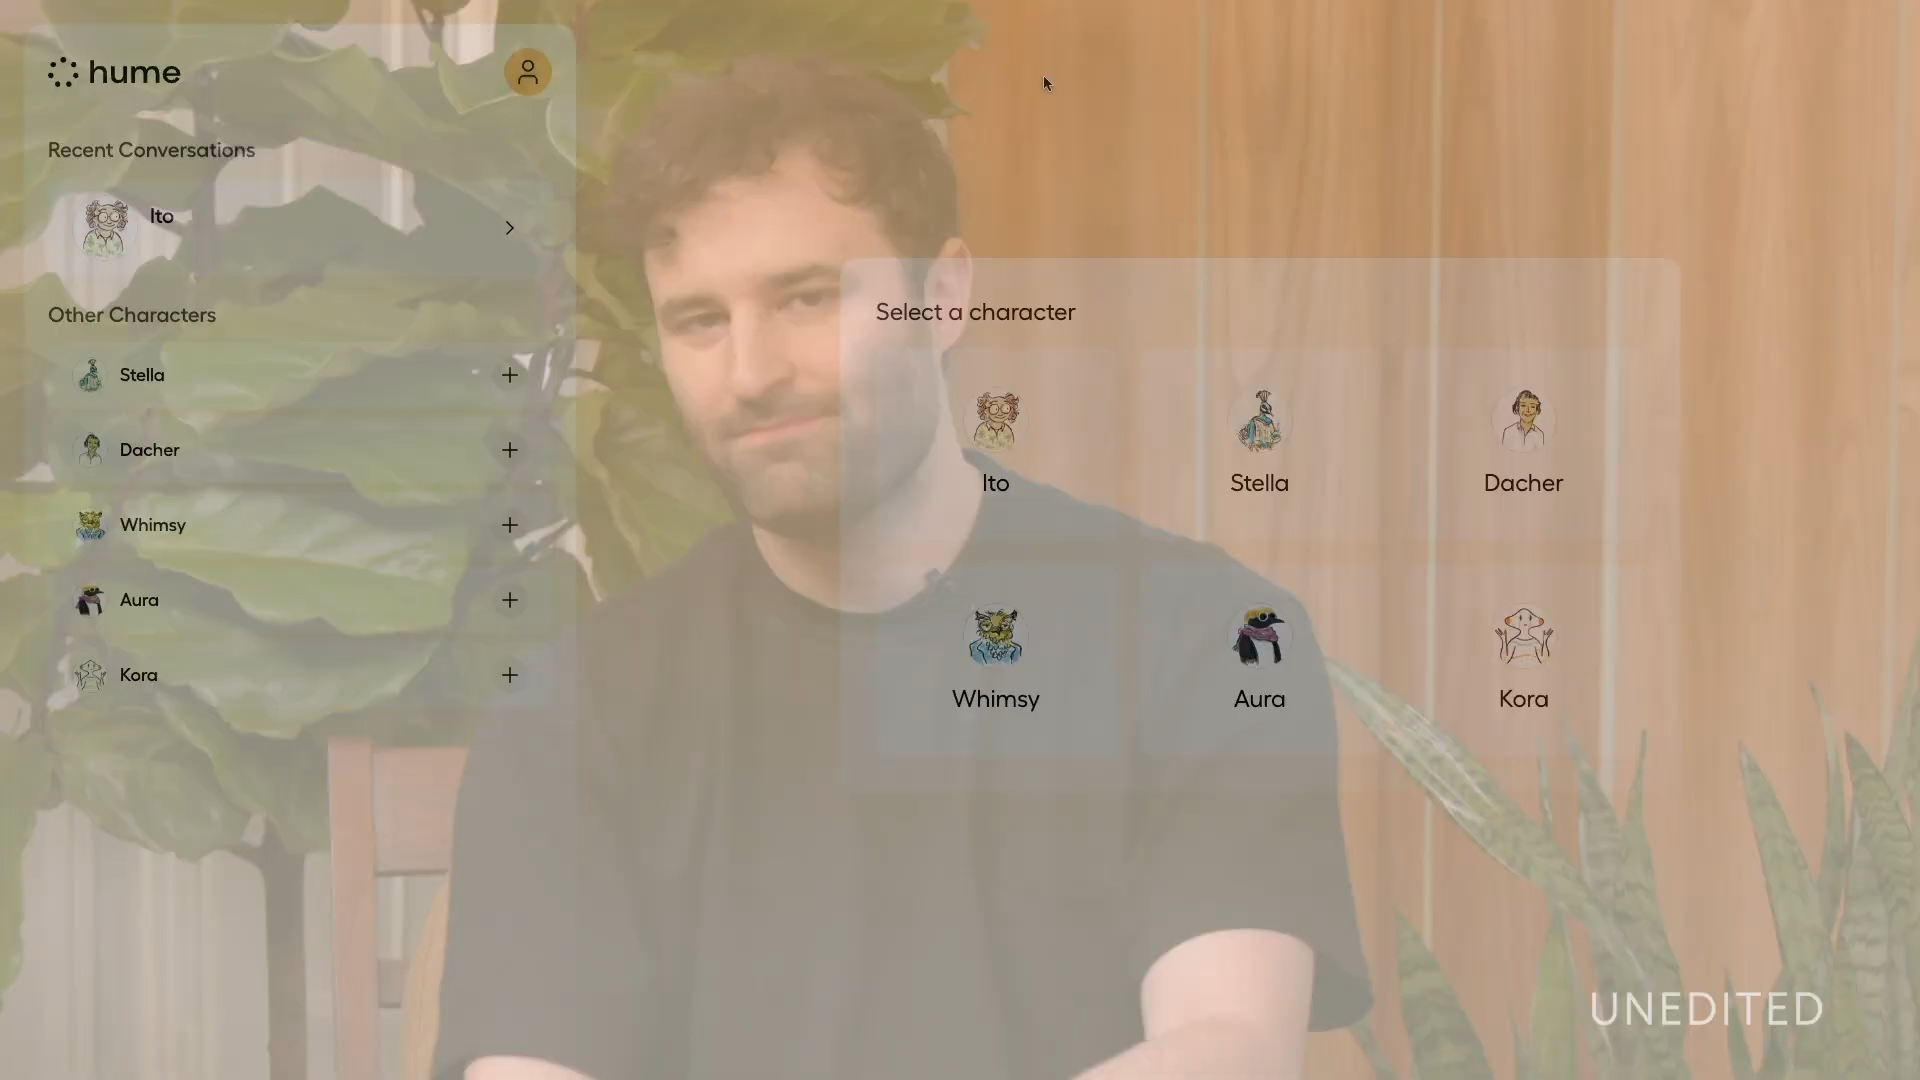 hume
Recent Conversations
Ito
Other Characters
Stella
Dacher
Whimsy
Aura
Kora
Select a character
Ito
Stella
Dacher
Whimsy
Aura
Kora
UNEDITED